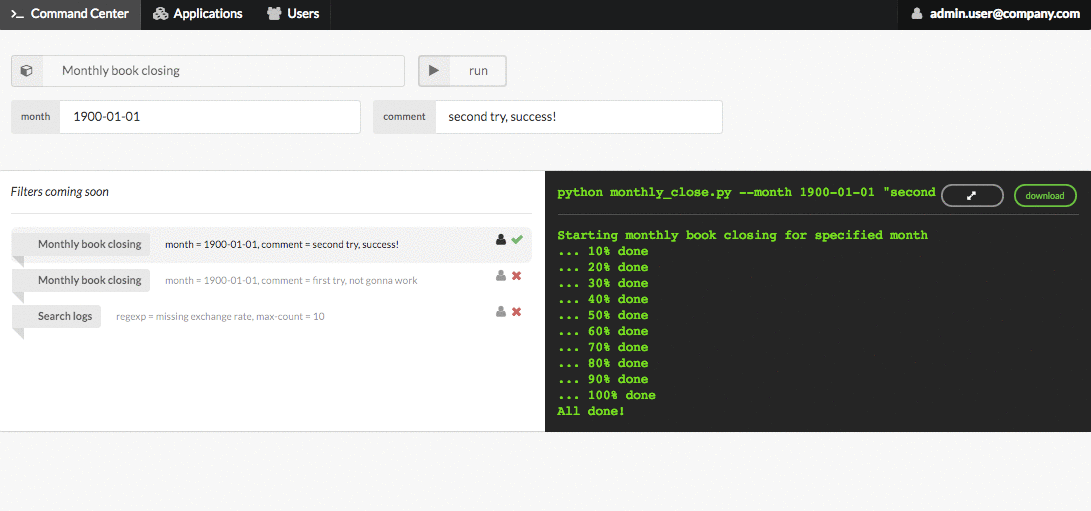 Command Center Applications Users admin.user@company.com
Monthly book closing run
month 1900-01-01 comment second try, success!
Filters coming soon
Monthly book closing month = 1900-01-01, comment = second try, success!
Monthly book closing month = 1900-01-01, comment = first try, not gonna work
Search logs regexp = missing exchange rate, max-count = 10
python monthly_close.py --month 1900-01-01 "second download
Starting monthly book closing for specified month
... 10% done
... 20% done
... 30% done
... 40% done
... 50% done
... 60% done
... 70% done
... 80% done
... 90% done
... 100% done
All done!